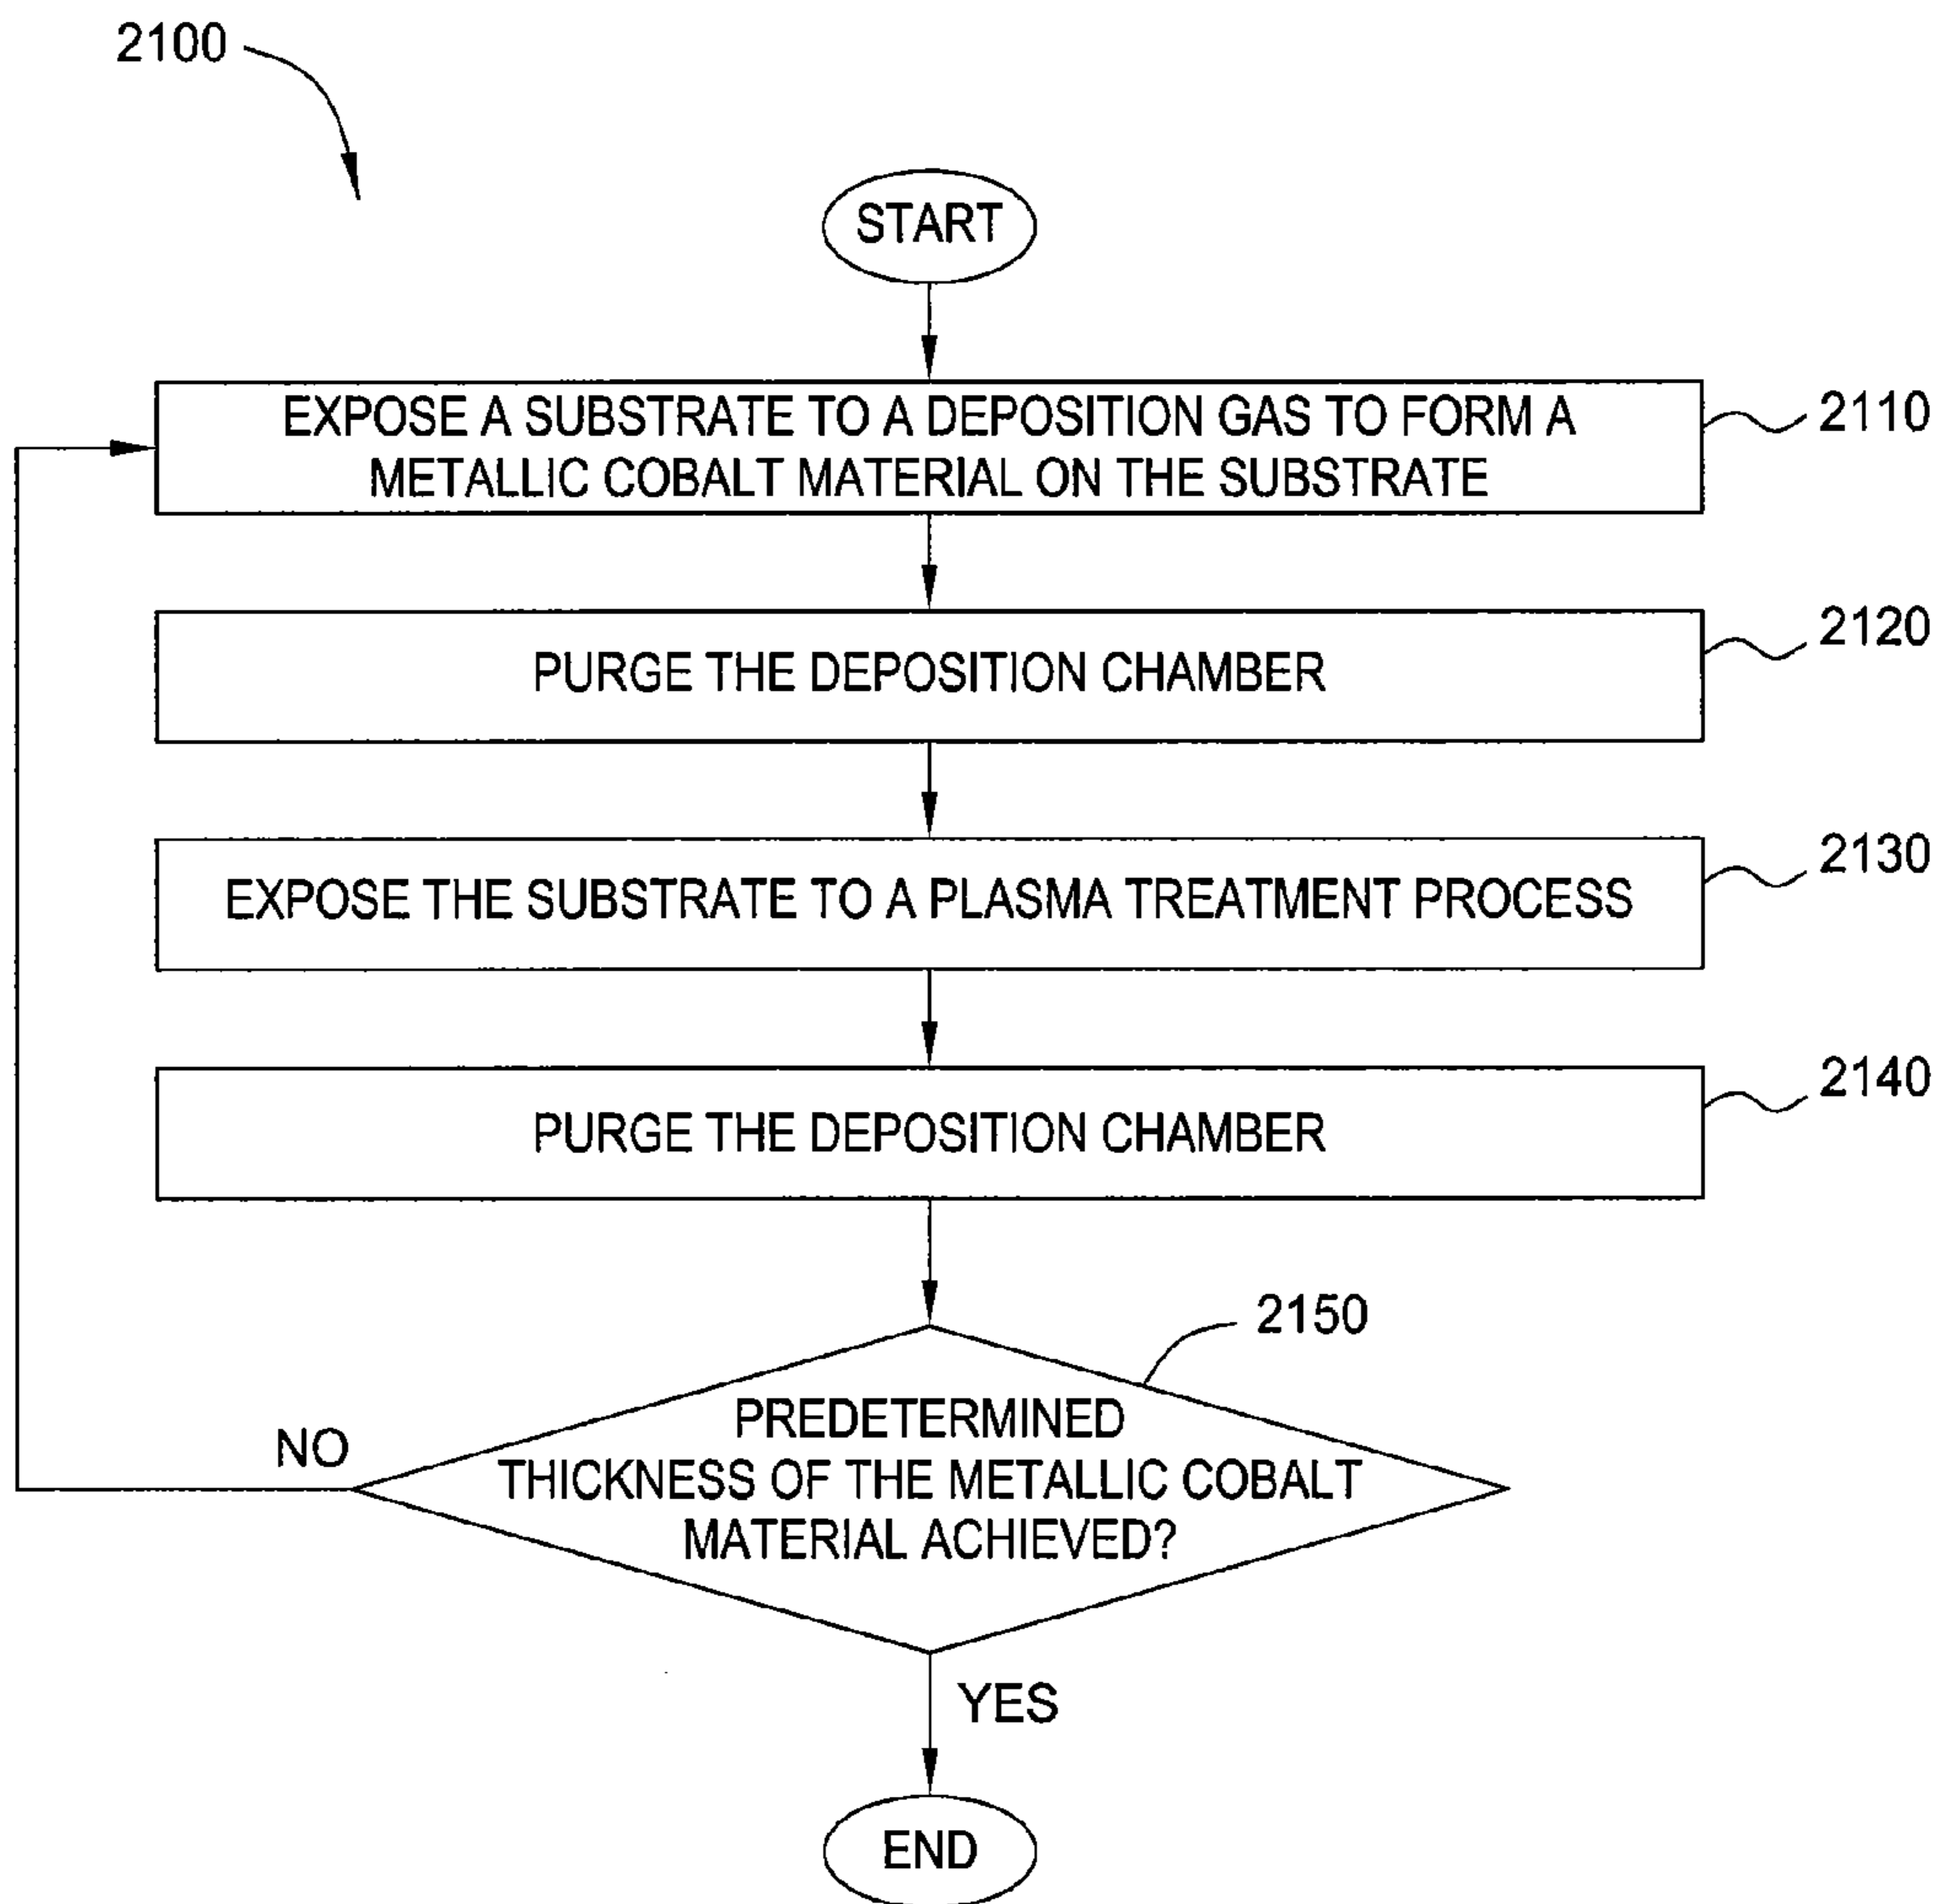 2100
START
EXPOSE A SUBSTRATE TO A DEPOSITION GAS TO FORM A
METALLIC COBALT MATERIAL ON THE SUBSTRATE
2110
PURGE THE DEPOSITION CHAMBER
2120
EXPOSE THE SUBSTRATE TO A PLASMA TREATMENT PROCESS
2130
PURGE THE DEPOSITION CHAMBER
2140
2150
PREDETERMINED
THICKNESS OF THE METALLIC COBALT
MATERIAL ACHIEVED?
NO
YES
END